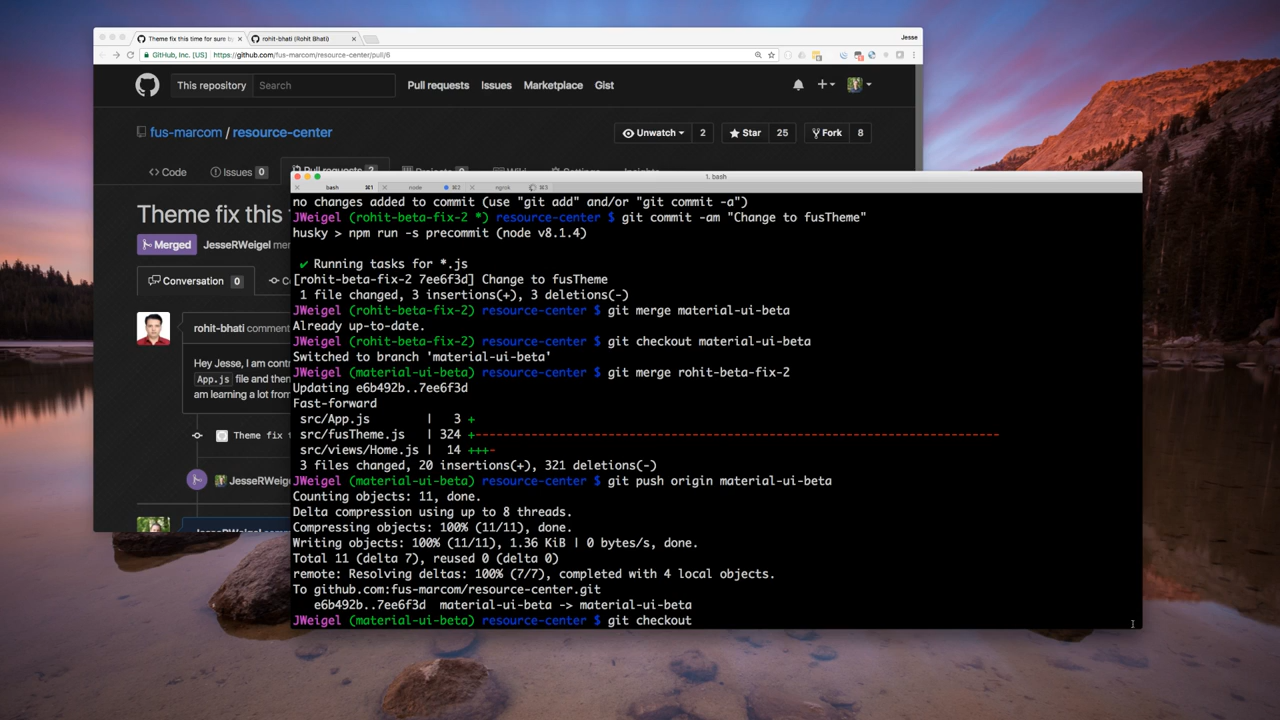 Theme fix this time for sure by
rohit-bhati (Rohit Bhati)
Jesse
GitHub, Inc. [US]
https://github.com/fus-marcom/resource-center/pull/6
This repository
Search
Pull requests
Issues
Marketplace
Gist
fus-marcom / resource-center
Unwatch
2
Star
25
Fork
8
Code
Issues 0
Pull requests 2
Theme fix this
Merged
JesseRWeigel mer
Conversation 0
rohit-bhati comment
Hey Jesse, I am contr
App.js file and then
am learning a lot from
Theme fix t
JesseRWeige
1. bash
bash
⌘1
node
⌘2
ngrok
⌘3
no changes added to commit (use "git add" and/or "git commit -a")
JWeigel (rohit-beta-fix-2 *) resource-center $ git commit -am "Change to fusTheme"
husky > npm run -s precommit (node v8.1.4)
✔ Running tasks for *.js
[rohit-beta-fix-2 7ee6f3d] Change to fusTheme
1 file changed, 3 insertions(+), 3 deletions(-)
JWeigel (rohit-beta-fix-2) resource-center $ git merge material-ui-beta
Already up-to-date.
JWeigel (rohit-beta-fix-2) resource-center $ git checkout material-ui-beta
Switched to branch 'material-ui-beta'
JWeigel (material-ui-beta) resource-center $ git merge rohit-beta-fix-2
Updating e6b492b..7ee6f3d
Fast-forward
src/App.js | 3 +
src/fusTheme.js | 324 +---------------------------------------------------------------------------
src/views/Home.js | 14 +++-
3 files changed, 20 insertions(+), 321 deletions(-)
JWeigel (material-ui-beta) resource-center $ git push origin material-ui-beta
Counting objects: 11, done.
Delta compression using up to 8 threads.
Compressing objects: 100% (11/11), done.
Writing objects: 100% (11/11), 1.36 KiB | 0 bytes/s, done.
Total 11 (delta 7), reused 0 (delta 0)
remote: Resolving deltas: 100% (7/7), completed with 4 local objects.
To github.com:fus-marcom/resource-center.git
e6b492b..7ee6f3d material-ui-beta -> material-ui-beta
JWeigel (material-ui-beta) resource-center $ git checkout